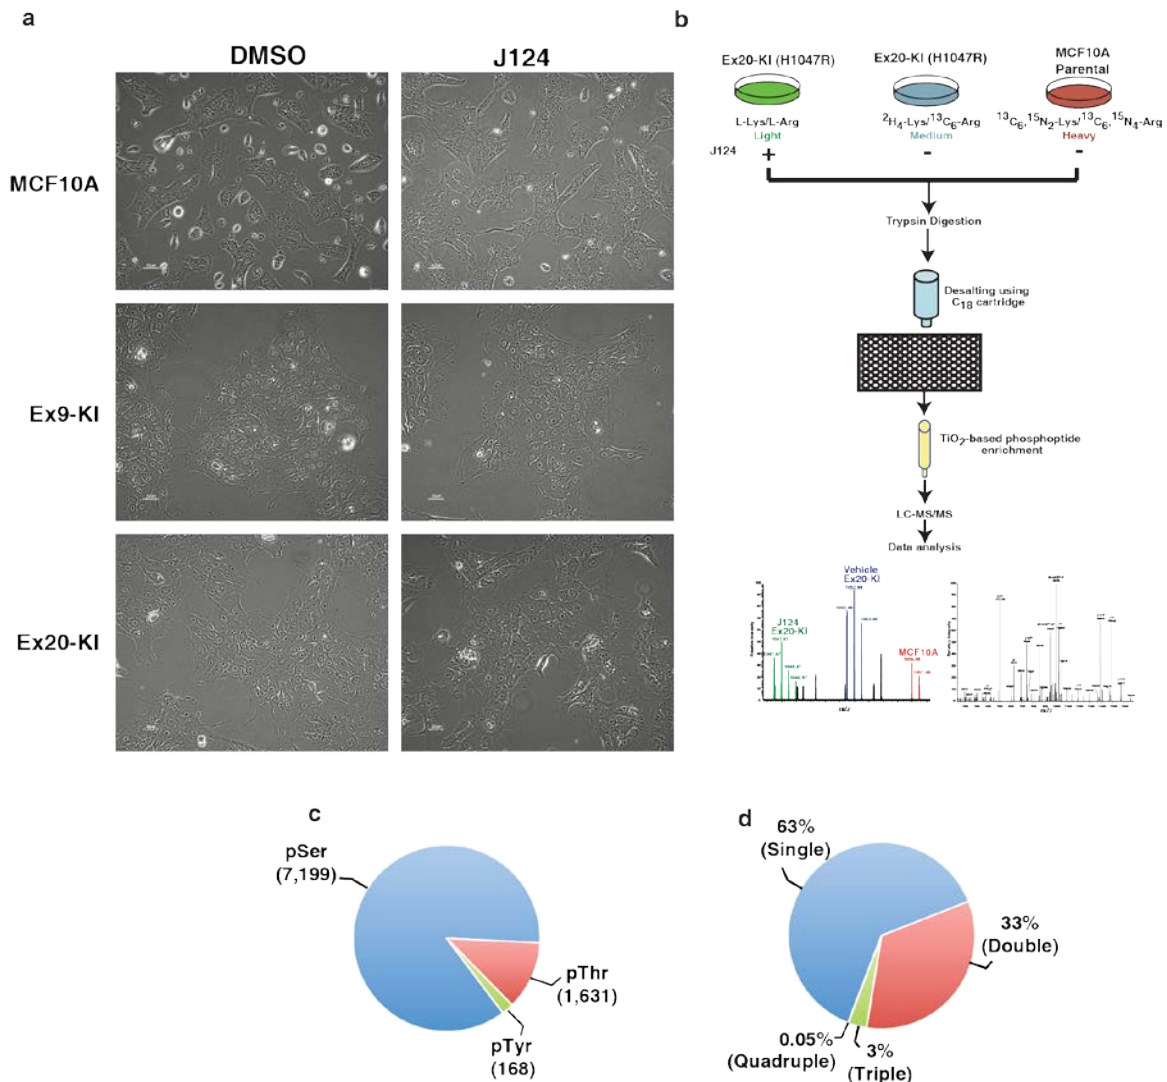 a
DMSO
J124
MCF10A
Ex9-KI
Ex20-KI
b
Ex20-KI (H1047R)
Ex20-KI (H1047R)
MCF10A
Parental
L-Lys/L-Arg
Light
²H₄-Lys/¹³C₆-Arg
Medium
¹³C₆,¹⁵N₂-Lys/¹³C₆,¹⁵N₄-Arg
Heavy
J124
+
-
-
Trypsin Digestion
Desalting using
C₁₈ cartridge
TiO₂-based phosphoptide
enrichment
LC-MS/MS
Data analysis
Vehicle
Ex20-KI
J124
Ex20-KI
MCF10A
m/z
m/z
c
pSer
(7,199)
pThr
(1,631)
pTyr
(168)
d
63%
(Single)
33%
(Double)
0.05%
(Quadruple)
3%
(Triple)